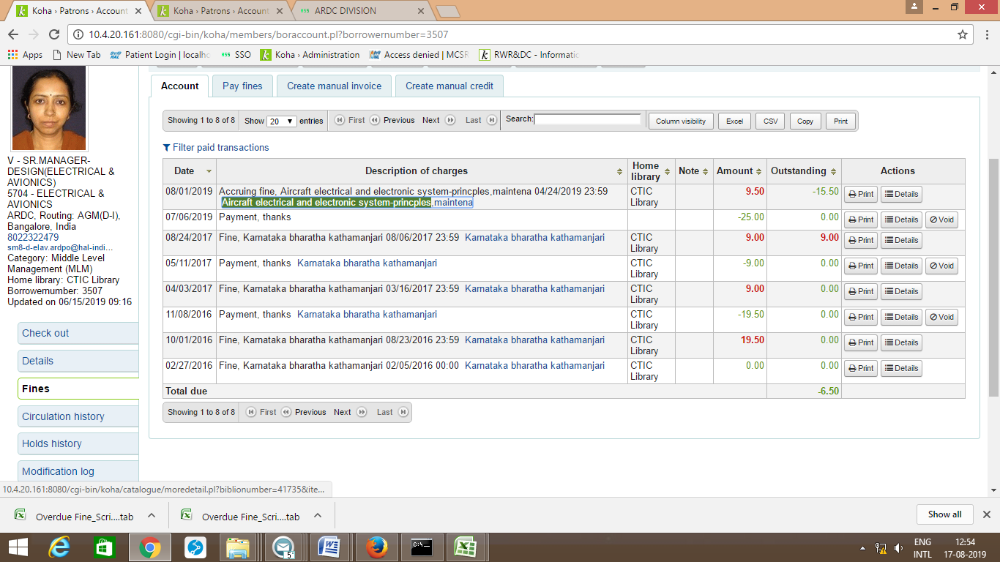 Koha › Patrons › Account
Koha › Patrons › Account
ARDC DIVISION
10.4.20.161:8080/cgi-bin/koha/members/boraccount.pl?borrowernumber=3507
Apps
New Tab
Patient Login | localho
SSO
Koha › Administration
Access denied | MCSR
RWR&DC - Informatic
V - SR.MANAGER-
DESIGN(ELECTRICAL &
AVIONICS)
5704 - ELECTRICAL &
AVIONICS
ARDC, Routing: AGM(D-I),
Bangalore, India
8022322479
sm8-d-elav.ardpo@hal-indi...
Category: Middle Level
Management (MLM)
Home library: CTIC Library
Borrowernumber: 3507
Updated on 06/15/2019 09:16
Check out
Details
Fines
Circulation history
Holds history
Modification log
Account
Pay fines
Create manual invoice
Create manual credit
Showing 1 to 8 of 8 Show 20 entries First Previous Next Last Search: Column visibility Excel CSV Copy Print
Filter paid transactions
Date Description of charges Home library Note Amount Outstanding Actions
08/01/2019 Accruing fine, Aircraft electrical and electronic system-princples,maintena 04/24/2019 23:59 CTIC Library 9.50 -15.50 Print Details
Aircraft electrical and electronic system-princples,maintena
07/06/2019 Payment, thanks -25.00 0.00 Print Details Void
08/24/2017 Fine, Karnataka bharatha kathamanjari 08/06/2017 23:59 Karnataka bharatha kathamanjari CTIC Library 9.00 9.00 Print Details
05/11/2017 Payment, thanks Karnataka bharatha kathamanjari CTIC Library -9.00 0.00 Print Details Void
04/03/2017 Fine, Karnataka bharatha kathamanjari 03/16/2017 23:59 Karnataka bharatha kathamanjari CTIC Library 9.00 0.00 Print Details
11/08/2016 Payment, thanks Karnataka bharatha kathamanjari CTIC Library -19.50 0.00 Print Details Void
10/01/2016 Fine, Karnataka bharatha kathamanjari 08/23/2016 23:59 Karnataka bharatha kathamanjari CTIC Library 19.50 0.00 Print Details
02/27/2016 Fine, Karnataka bharatha kathamanjari 02/05/2016 00:00 Karnataka bharatha kathamanjari CTIC Library 0.00 0.00 Print Details
Total due -6.50
Showing 1 to 8 of 8 First Previous Next Last
10.4.20.161:8080/cgi-bin/koha/catalogue/moredetail.pl?biblionumber=41735&ite...
Overdue Fine_Scri....tab
Overdue Fine_Scri....tab
Show all
ENG
INTL
12:54
17-08-2019